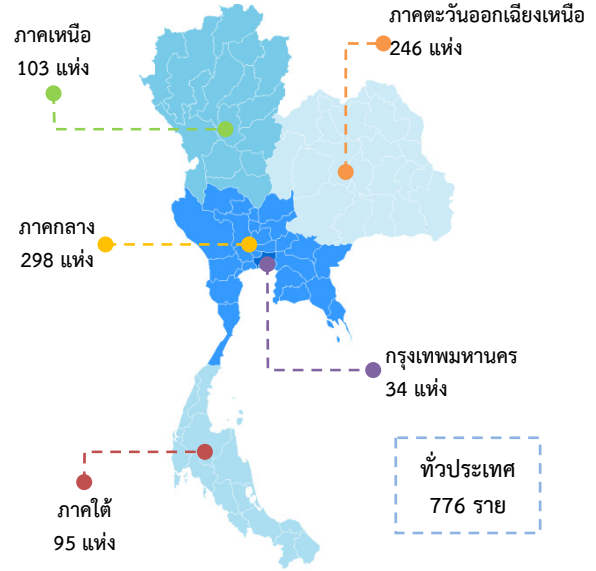 ภาคตะวันออกเฉียงเหนือ
246 แห่ง
ภาคเหนือ
103 แห่ง
ภาคกลาง
298 แห่ง
กรุงเทพมหานคร
34 แห่ง
ทั่วประเทศ
776 ราย
ภาคใต้
95 แห่ง